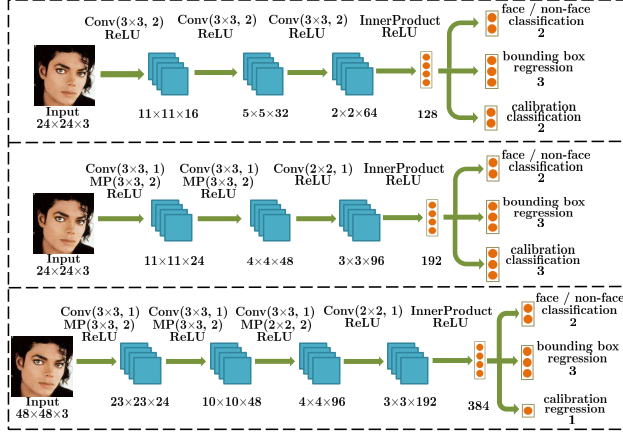 Conv(3×3, 2) Conv(3×3, 2) Conv(3×3, 2) InnerProduct
ReLU ReLU ReLU ReLU
face / non-face
classification
2
bounding box
regression
3
calibration
classification
2
Input
24×24×3
11×11×16 5×5×32 2×2×64 128
Conv(3×3, 1) Conv(3×3, 1) Conv(2×2, 1) InnerProduct
MP(3×3, 2) MP(3×3, 2) ReLU ReLU
ReLU ReLU
face / non-face
classification
2
bounding box
regression
3
calibration
classification
3
Input
24×24×3
11×11×24 4×4×48 3×3×96 192
Conv(3×3, 1) Conv(3×3, 1) Conv(3×3, 1) Conv(2×2, 1) InnerProduct
MP(3×3, 2) MP(3×3, 2) MP(2×2, 2) ReLU ReLU
ReLU ReLU ReLU
face / non-face
classification
2
bounding box
regression
3
calibration
regression
1
Input
48×48×3
23×23×24 10×10×48 4×4×96 3×3×192 384